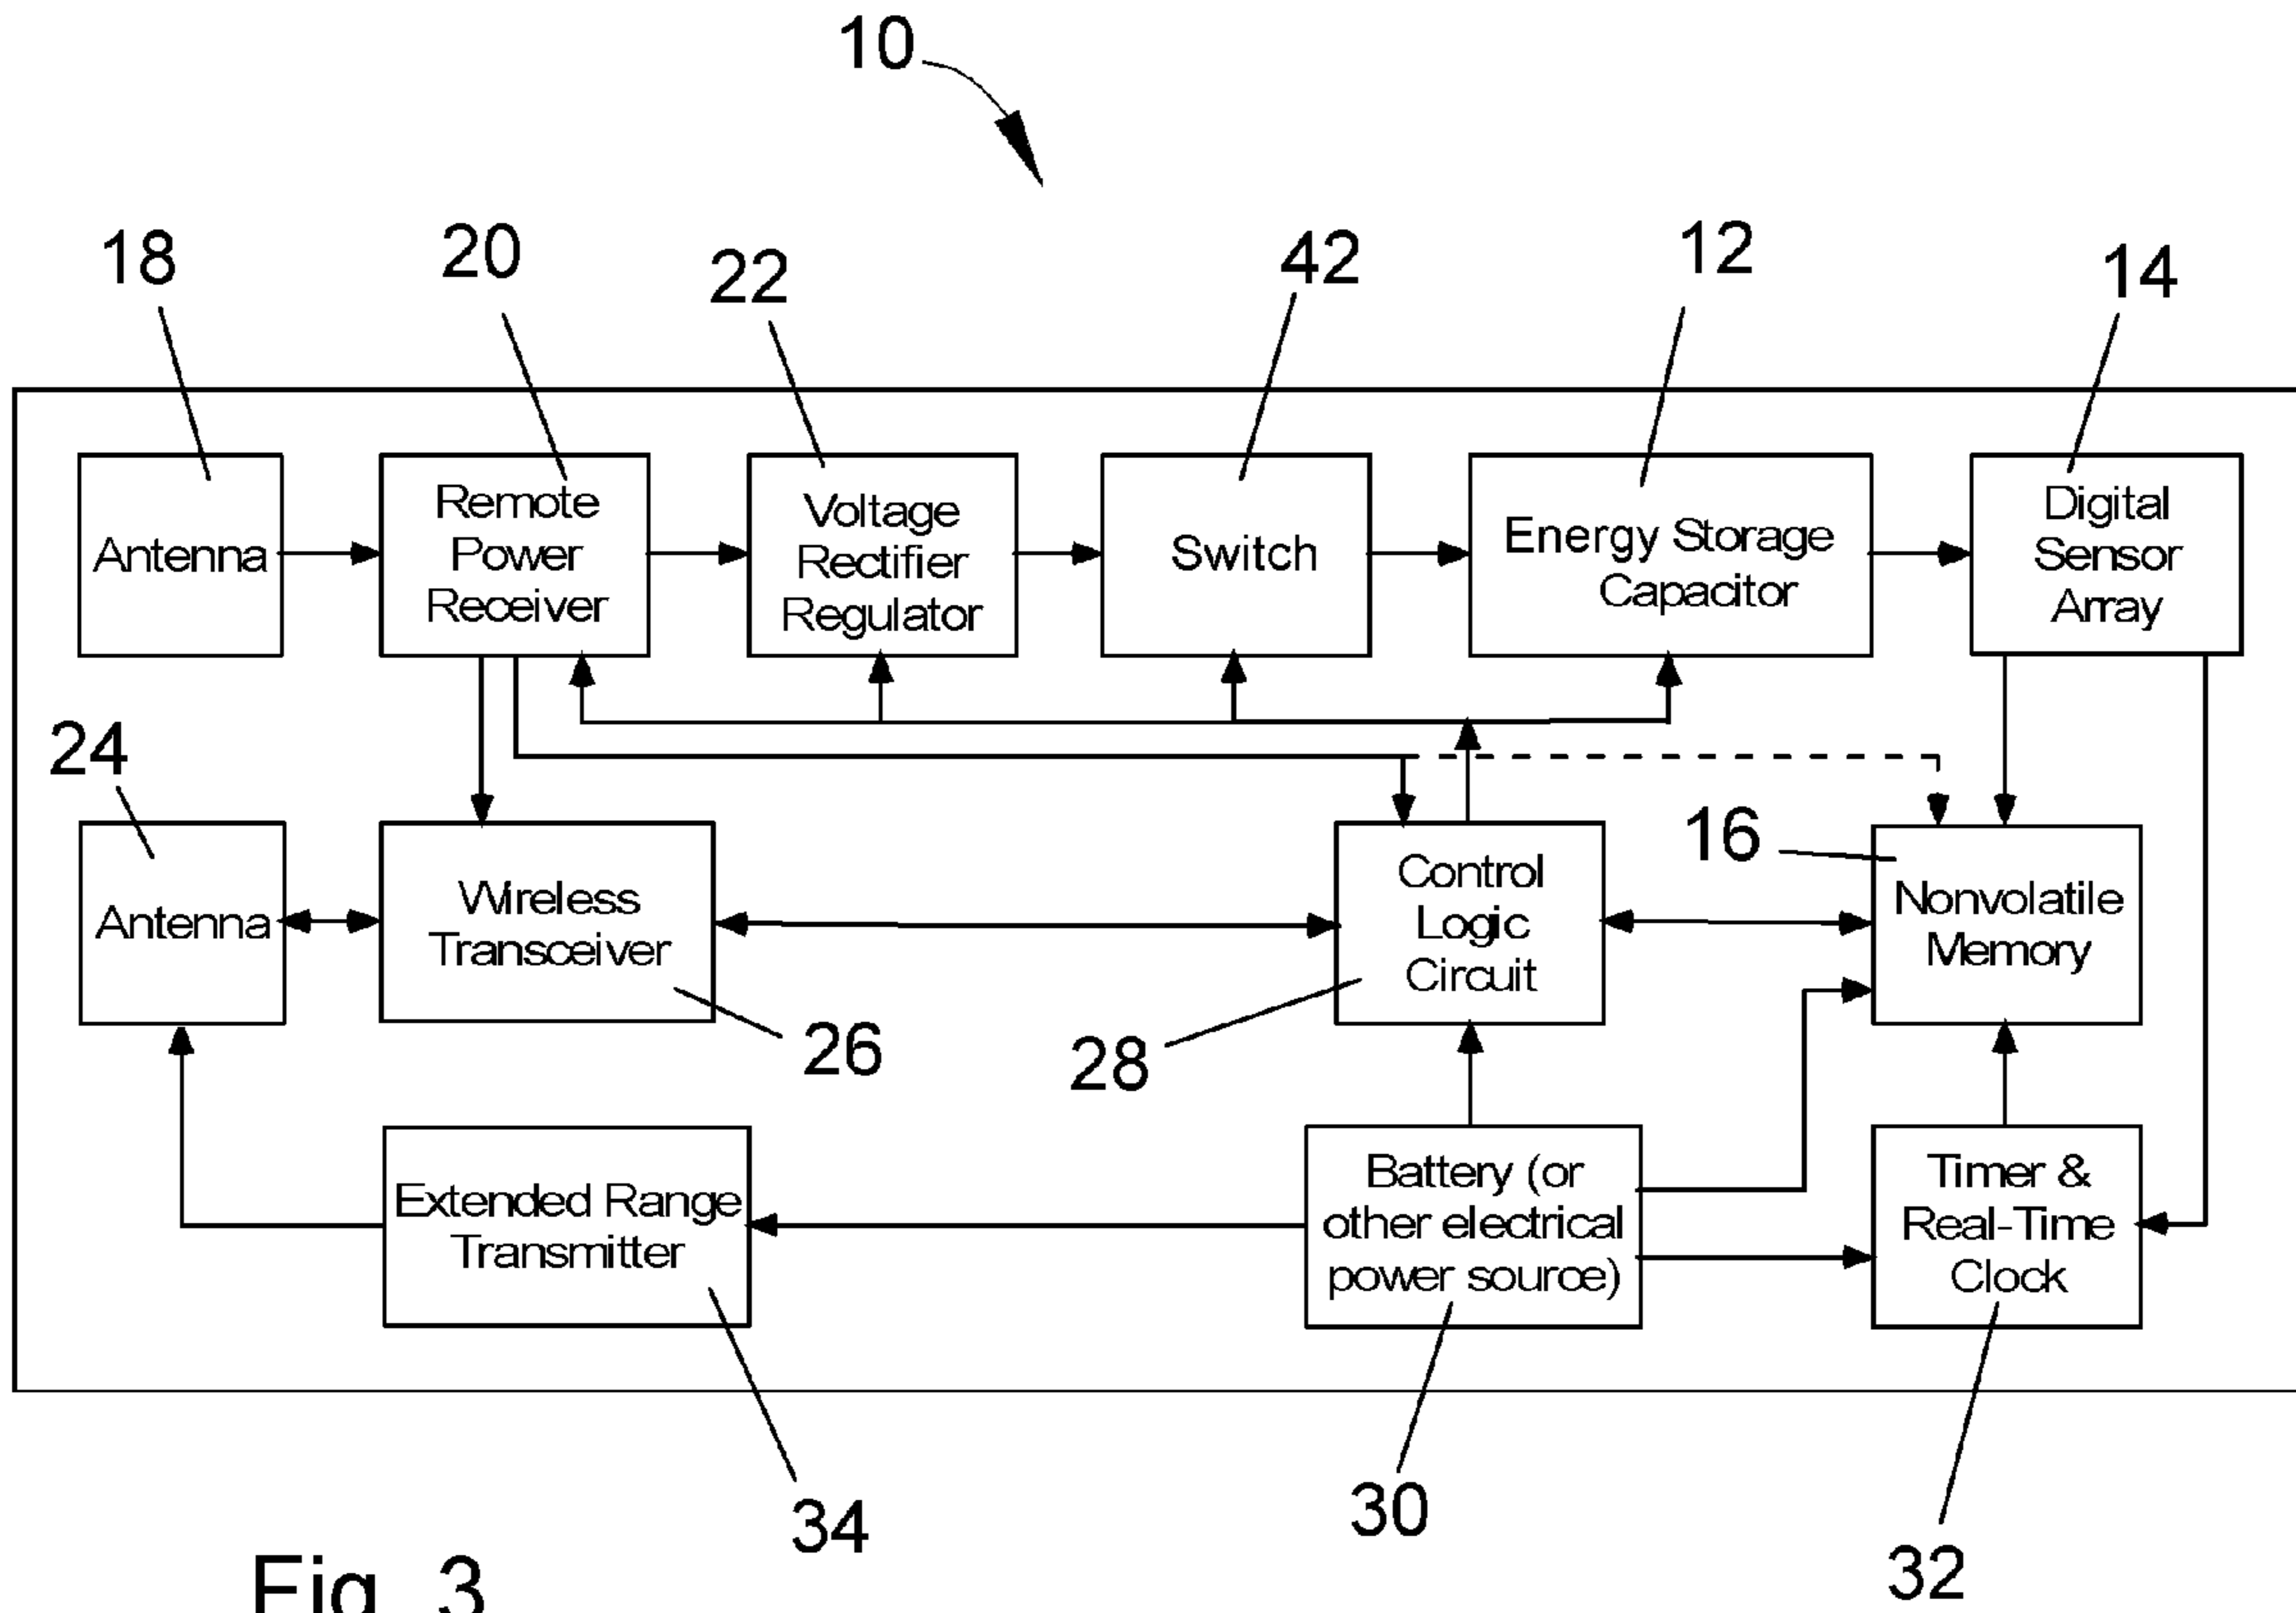 10
18
20
22
42
12
14
Antenna
Remote
Power
Receiver
Voltage
Rectifier
Regulator
Switch
Energy Storage
Capacitor
Digital
Sensor
Array
24
16
Antenna
Wireless
Transceiver
Control
Logic
Circuit
Nonvolatile
Memory
26
28
Extended Range
Transmitter
Battery (or
other electrical
power source)
Timer &
Real-Time
Clock
34
30
32
Fig. 3